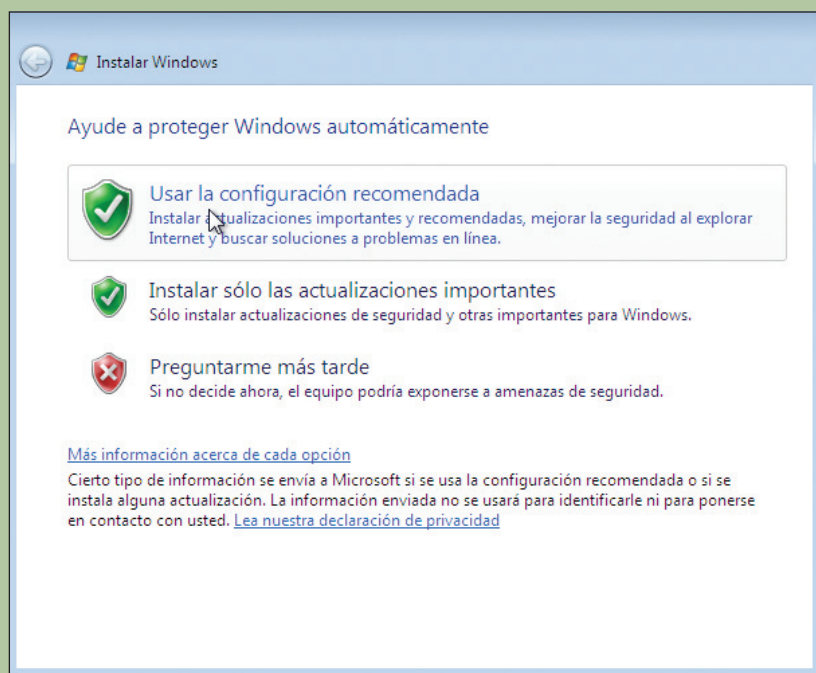 Instalar Windows
Ayude a proteger Windows automáticamente
Usar la configuración recomendada
Instalar actualizaciones importantes y recomendadas, mejorar la seguridad al explorar
Internet y buscar soluciones a problemas en línea.
Instalar sólo las actualizaciones importantes
Sólo instalar actualizaciones de seguridad y otras importantes para Windows.
Preguntarme más tarde
Si no decide ahora, el equipo podría exponerse a amenazas de seguridad.
Más información acerca de cada opción
Cierto tipo de información se envía a Microsoft si se usa la configuración recomendada o si se
instala alguna actualización. La información enviada no se usará para identificarle ni para ponerse
en contacto con usted. Lea nuestra declaración de privacidad